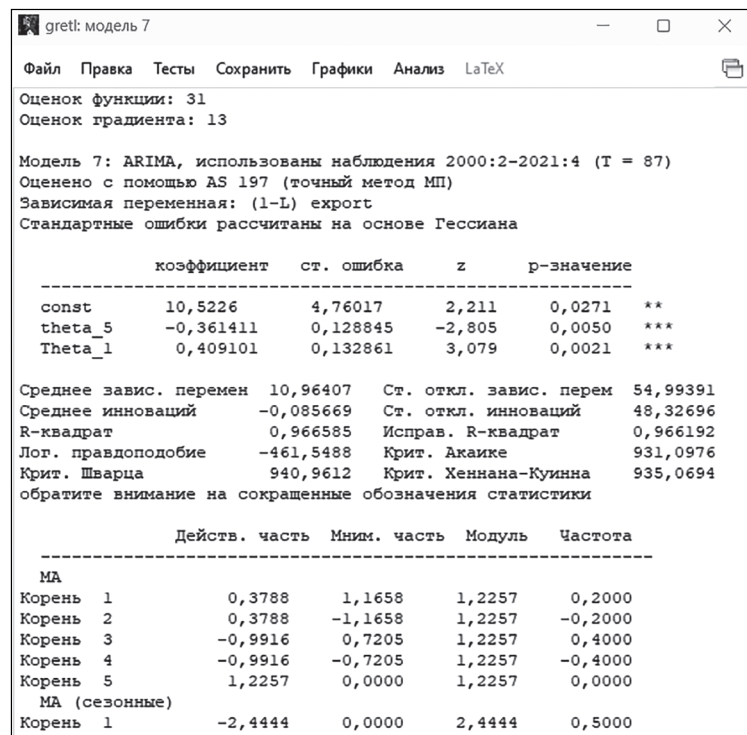 gretl: модель 7
Файл Правка Тесты Сохранить Графики Анализ LaTeX
Оценок функции: 31
Оценок градиента: 13
Модель 7: ARIMA, использованы наблюдения 2000:2-2021:4 (T = 87)
Оценено с помощью AS 197 (точный метод МП)
Зависимая переменная: (1-L) export
Стандартные ошибки рассчитаны на основе Гессиана
коэффициент ст. ошибка z p-значение
-------------------------------------------------------
const 10,5226 4,76017 2,211 0,0271 **
theta_5 -0,361411 0,128845 -2,805 0,0050 ***
Theta_1 0,409101 0,132861 3,079 0,0021 ***
Среднее завис. перемен 10,96407 Ст. откл. завис. перем 54,99391
Среднее инноваций -0,085669 Ст. откл. инноваций 48,32696
R-квадрат 0,966585 Исправ. R-квадрат 0,966192
Лог. правдоподобие -461,5488 Крит. Акаике 931,0976
Крит. Шварца 940,9612 Крит. Хеннана-Куинна 935,0694
обратите внимание на сокращенные обозначения статистики
Действ. часть Мним. часть Модуль Частота
-----------------------------------------------------------
МА
Корень 1 0,3788 1,1658 1,2257 0,2000
Корень 2 0,3788 -1,1658 1,2257 -0,2000
Корень 3 -0,9916 0,7205 1,2257 0,4000
Корень 4 -0,9916 -0,7205 1,2257 -0,4000
Корень 5 1,2257 0,0000 1,2257 0,0000
МА (сезонные)
Корень 1 -2,4444 0,0000 2,4444 0,5000